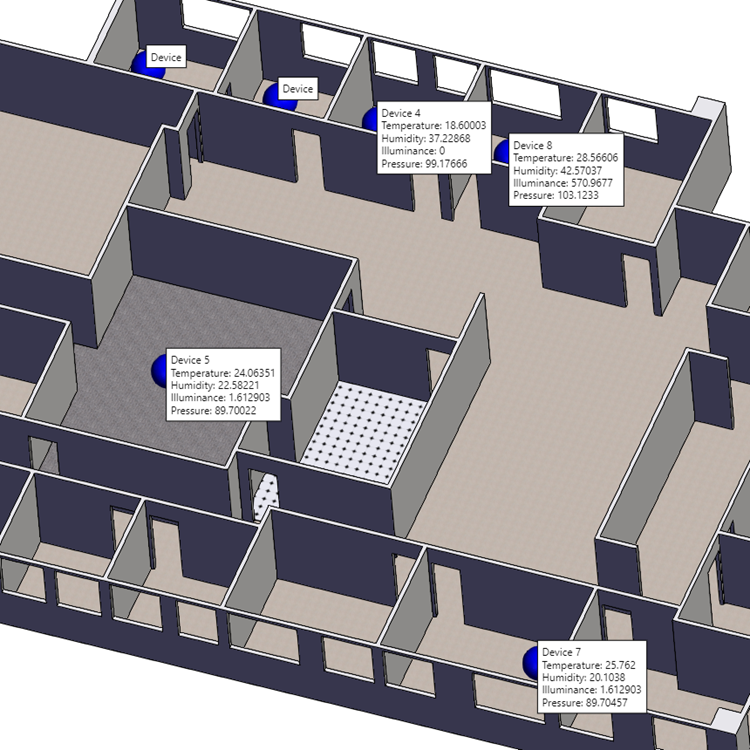 Device
Device
Device 4
Temperature: 18.60003
Humidity: 37.22868
Illuminance: 0
Pressure: 99.17666
Device 8
Temperature: 28.56606
Humidity: 42.57037
Illuminance: 570.9677
Pressure: 103.1233
Device 5
Temperature: 24.06351
Humidity: 22.58221
Illuminance: 1.612903
Pressure: 89.70022
Device 7
Temperature: 25.762
Humidity: 20.1038
Illuminance: 1.612903
Pressure: 89.70457